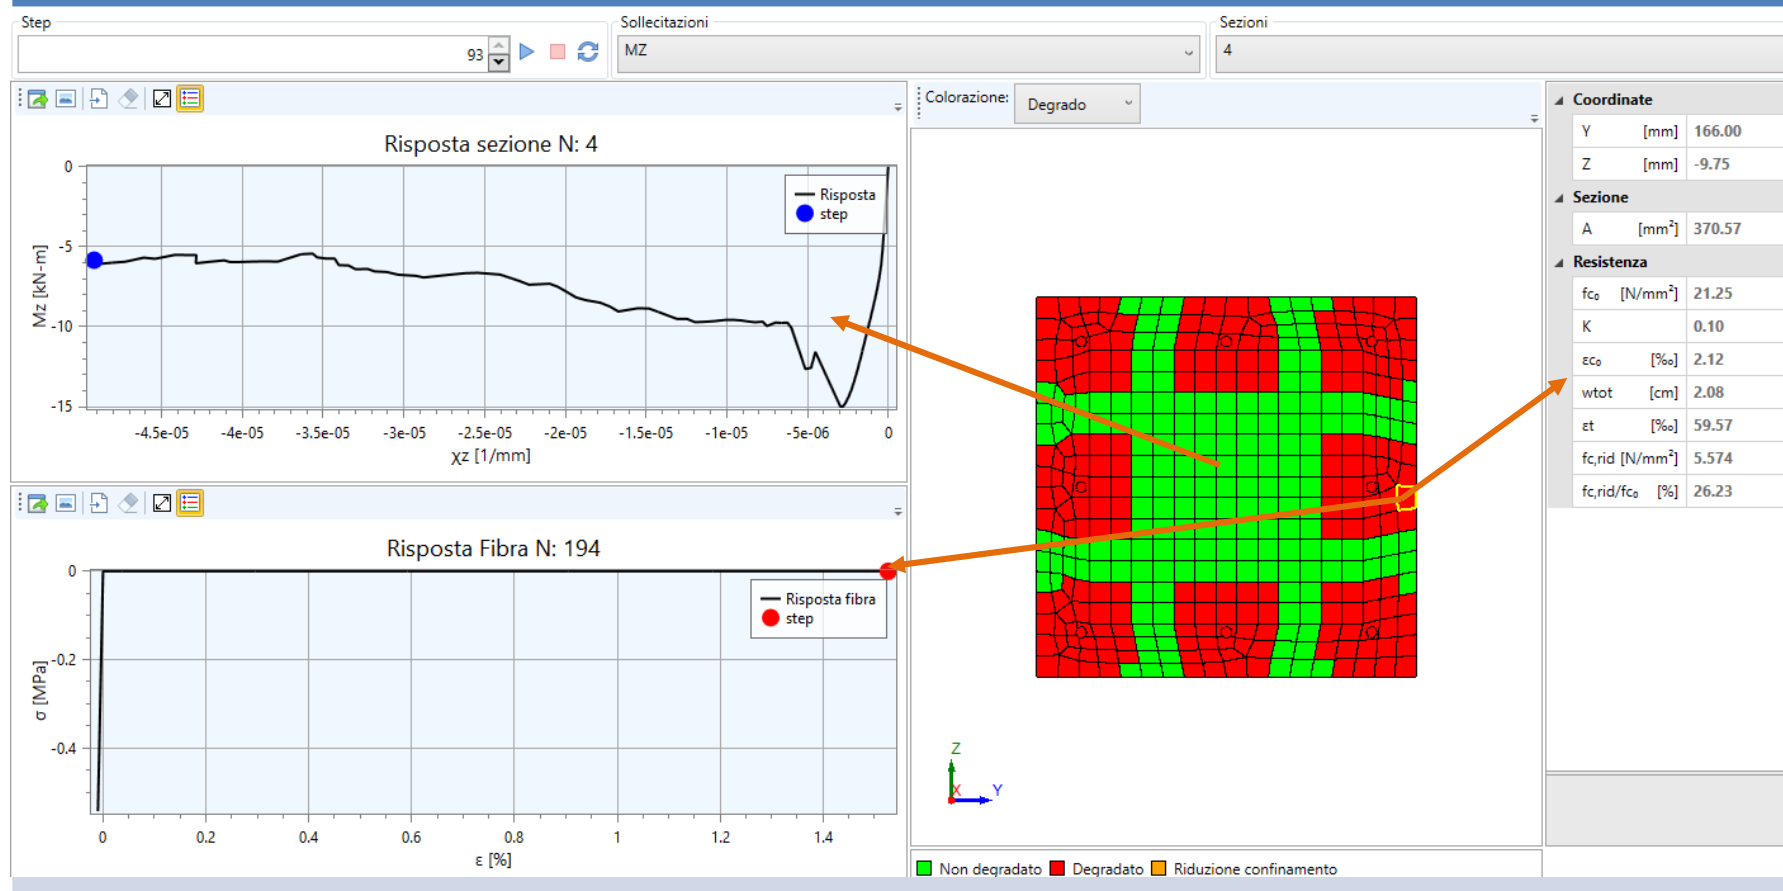 Step
Sollecitazioni
Sezioni
93
MZ
4
Colorazione:
Degrado
Risposta sezione N: 4
Risposta
step
0
-5
-10
-15
Mz [kN-m]
-4.5e-05
-4e-05
-3.5e-05
-3e-05
-2.5e-05
-2e-05
-1.5e-05
-1e-05
-5e-06
0
χz [1/mm]
Risposta Fibra N: 194
Risposta fibra
step
0
-0.2
-0.4
σ [MPa]
0
0.2
0.4
0.6
0.8
1
1.2
1.4
ε [%]
Z
X
Y
Non degradato
Degradato
Riduzione confinamento
Coordinate
Y [mm] 166.00
Z [mm] -9.75
Sezione
A [mm²] 370.57
Resistenza
fc₀ [N/mm²] 21.25
K 0.10
εc₀ [‰] 2.12
wtot [cm] 2.08
εt [‰] 59.57
fc,rid [N/mm²] 5.574
fc,rid/fc₀ [%] 26.23